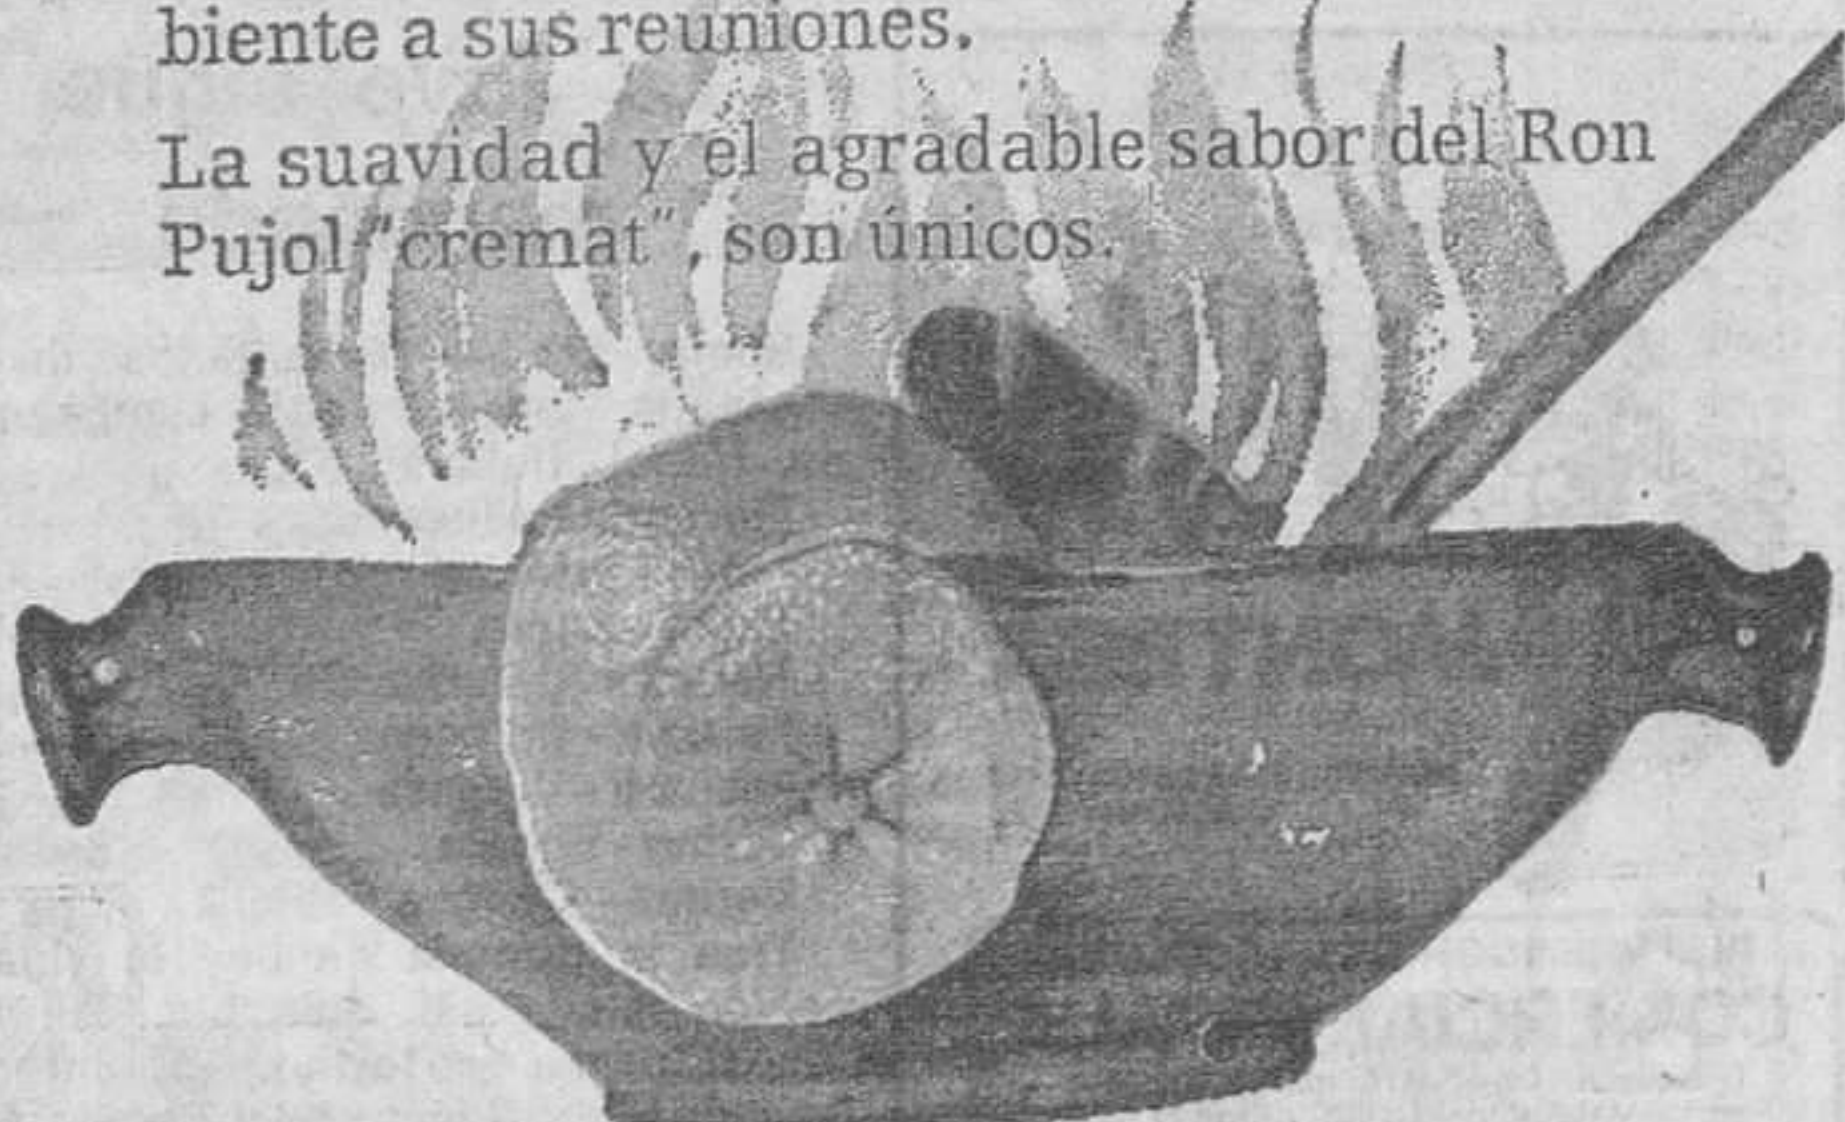 biente a sus reuniones.
La suavidad y el agradable sabor del Ron
Pujol "cremat", son únicos.